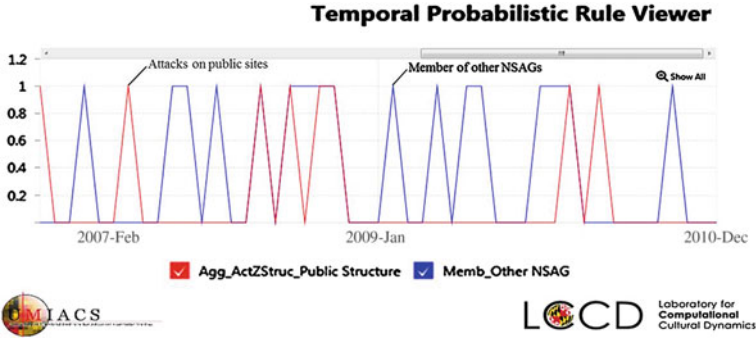 Temporal Probabilistic Rule Viewer
1.2
Attacks on public sites
Member of other NSAGs
Show All
1
0.8
0.6
0.4
0.2
2007-Feb
2009-Jan
2010-Dec
Agg_ActZStruc_Public Structure
Memb_Other NSAG
UMIACS
LCCD
Laboratory for
Computational
Cultural Dynamics